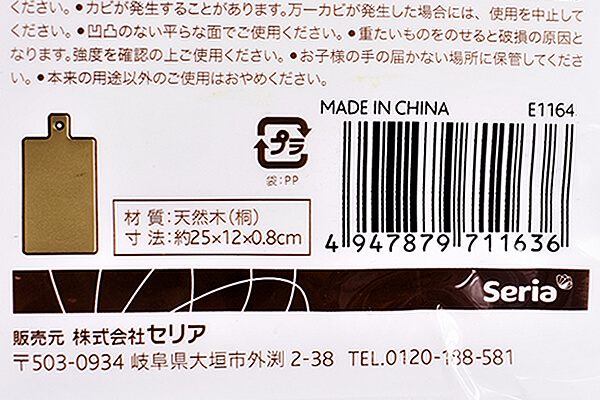 ください。●カビが発生することがあります。万一カビが発生した場合には、使用を中止して
ください。●凹凸のない平らな面でご使用ください。●重たいものをのせると破損の原因と
なります。強度を確認の上ご使用ください。●お子様の手の届かない場所に保管してくださ
い。●本来の用途以外のご使用はおやめください。
MADE IN CHINA E1164
プラ
袋:PP
材 質:天然木(桐)
寸 法:約25×12×0.8cm
4 947879 711636
Seria
販売元 株式会社セリア
〒503-0934 岐阜県大垣市外渕 2-38 TEL.0120-188-581